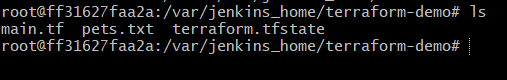 root@ff31627faa2a:/var/jenkins_home/terraform-demo# ls
main.tf  pets.txt  terraform.tfstate
root@ff31627faa2a:/var/jenkins_home/terraform-demo#